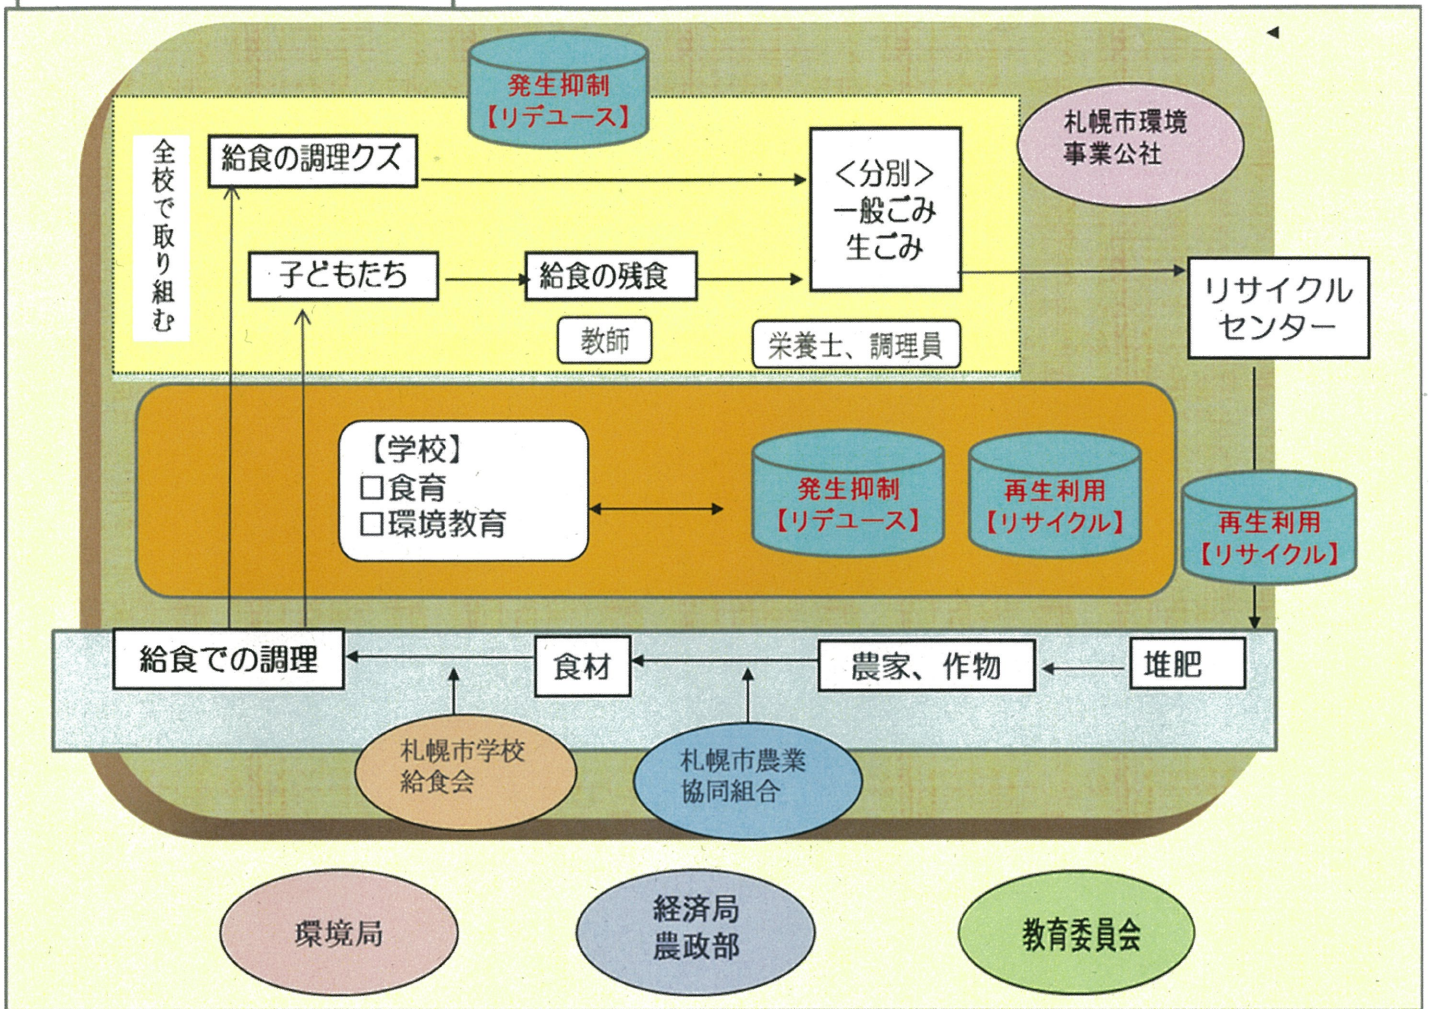 発生抑制
【リデユース】
札幌市環境
事業公社
全校で取り組む
給食の調理クズ
＜分別＞
一般ごみ
生ごみ
子どもたち
給食の残食
リサイクル
センター
教師
栄養士、調理員
【学校】
□食育
□環境教育
発生抑制
【リデユース】
再生利用
【リサイクル】
再生利用
【リサイクル】
給食での調理
食材
農家、作物
堆肥
札幌市学校
給食会
札幌市農業
協同組合
環境局
経済局
農政部
教育委員会